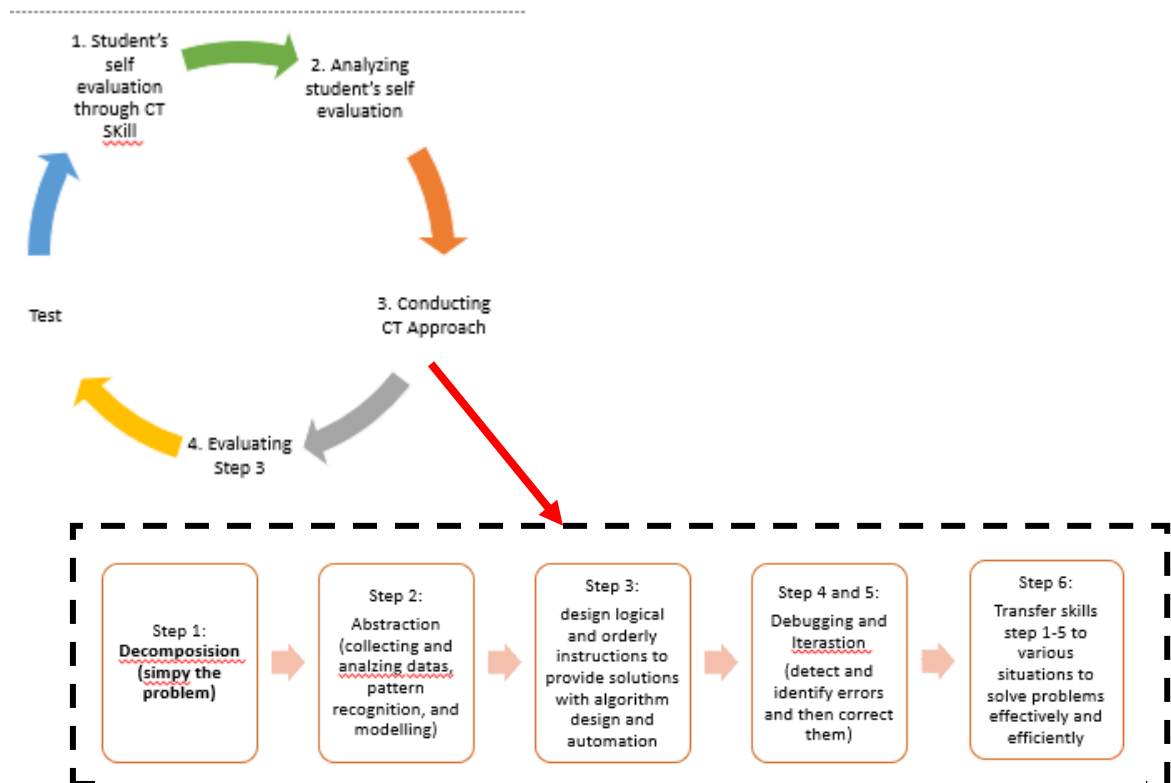 1. Student's
self
evaluation
through CT
SKill
2. Analyzing
student's self
evaluation
3. Conducting
CT Approach
4. Evaluating
Step 3
Test
Step 1:
Decomposision
(simpy the
problem)
Step 2:
Abstraction
(collecting and
analzing datas,
pattern
recognition, and
modelling)
Step 3:
design logical
and orderly
instructions to
provide solutions
with algorithm
design and
automation
Step 4 and 5:
Debugging and
Iterastion
(detect and
identify errors
and then correct
them)
Step 6:
Transfer skills
step 1-5 to
various
situations to
solve problems
effectively and
efficiently